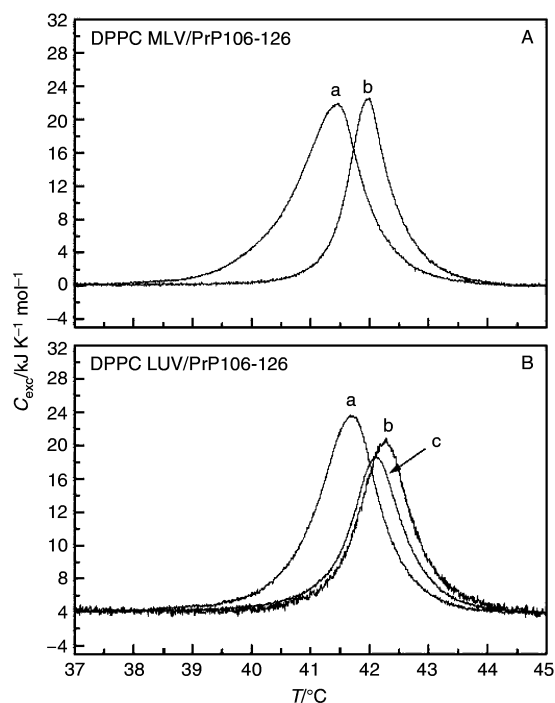 DPPC MLV/PrP106-126
A
32
28
24
20
16
12
8
4
0
–4
a
b
DPPC LUV/PrP106-126
B
32
28
24
20
16
12
8
4
–4
a
b
c
C exc/kJ K–1 mol–1
37 38 39 40 41 42 43 44 45
T/°C